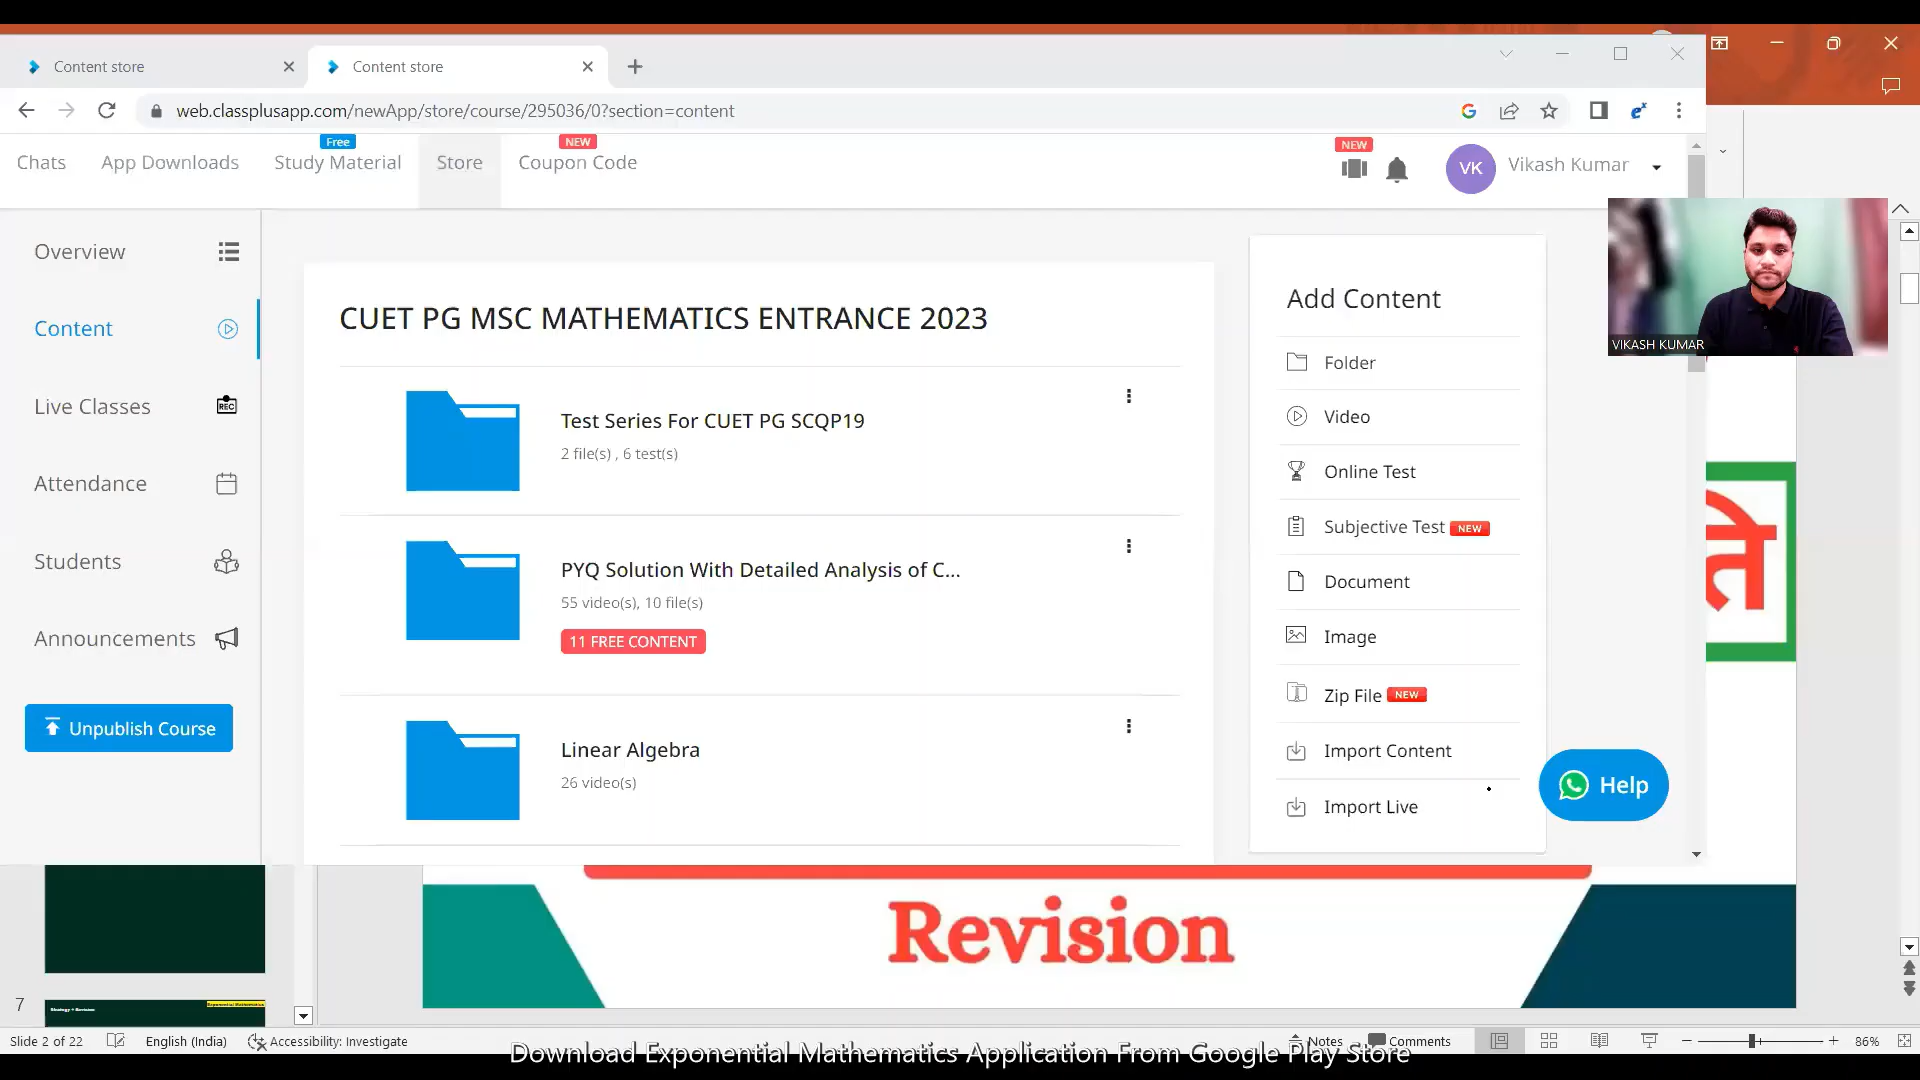 Content store
Content store
web.classplusapp.com/newApp/store/course/295036/0?section=content
Free
NEW
NEW
Chats
App Downloads
Study Material
Store
Coupon Code
VK
Vikash Kumar
Overview
Content
Live Classes
REC
Attendance
Students
Announcements
Unpublish Course
CUET PG MSC MATHEMATICS ENTRANCE 2023
Test Series For CUET PG SCQP19
2 file(s) , 6 test(s)
PYQ Solution With Detailed Analysis of C...
55 video(s), 10 file(s)
11 FREE CONTENT
Linear Algebra
26 video(s)
Add Content
Folder
Video
Online Test
Subjective Test NEW
Document
Image
Zip File NEW
Import Content
Import Live
Help
VIKASH KUMAR
ति
Revision
7
Strategy + Revision
Exponential Mathematics
Slide 2 of 22
English (India)
Accessibility: Investigate
Notes
Comments
86%
Download Exponential Mathematics Application From Google Play Store